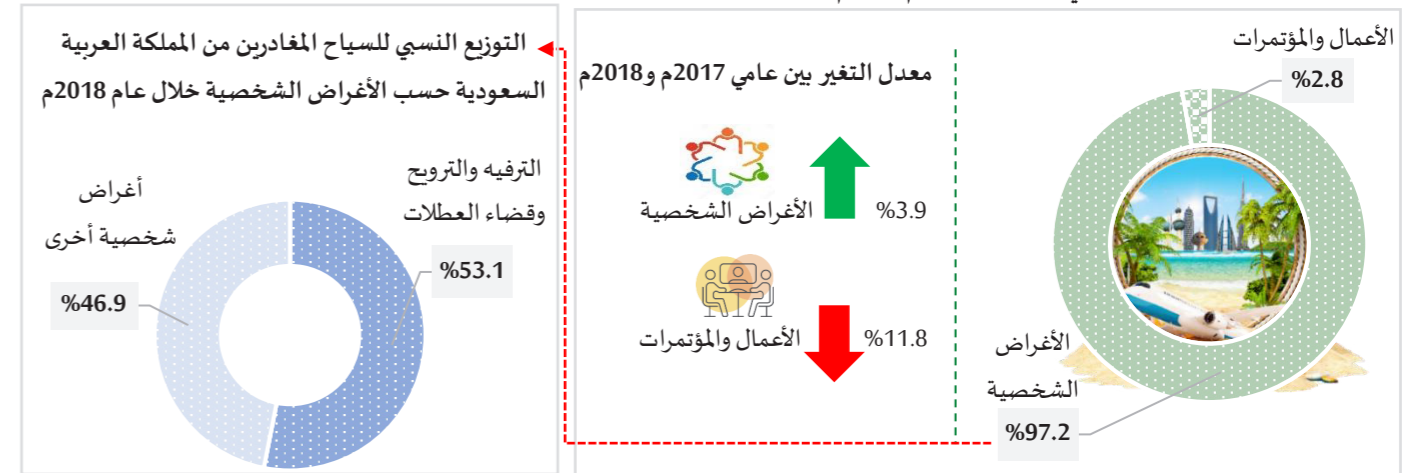 الأعمال والمؤتمرات
%2.8
الأغراض
الشخصية
%97.2
معدل التغير بين عامي 2017م و2018م
%3.9
الأغراض الشخصية
%11.8
الأعمال والمؤتمرات
التوزيع النسبي للسياح المغادرين من المملكة العربية
السعودية حسب الأغراض الشخصية خلال عام 2018م
الترفيه والترويح
وقضاء العطلات
%53.1
أغراض
شخصية أخرى
%46.9